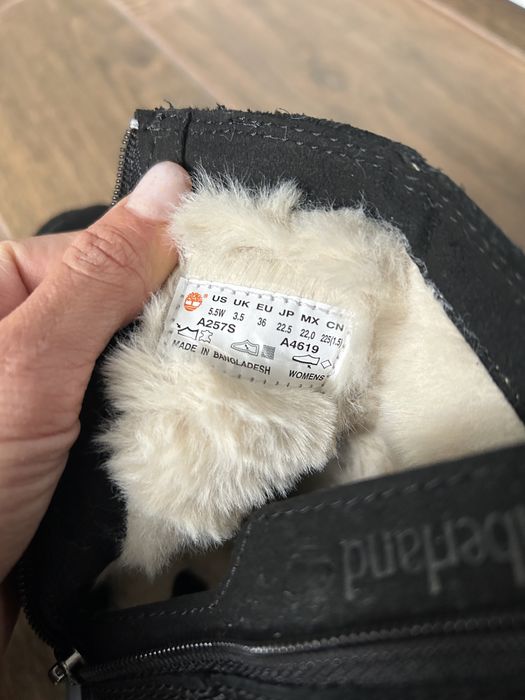 US UK EU JP MX CN
5.5W 3.5 36 22.5 22,0 225(1.5)
A257S A4619
MADE IN BANGLADESH WOMENS
berland